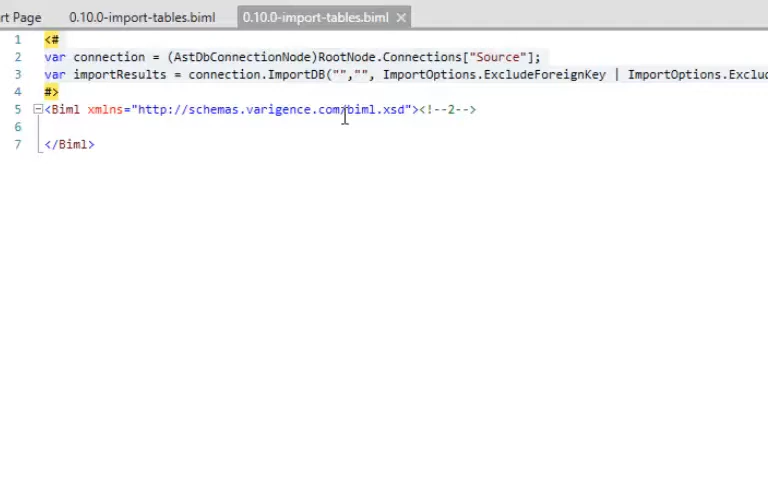 rt Page 0.10.0-import-tables.biml 0.10.0-import-tables.biml
1 <#
2 var connection = (AstDbConnectionNode)RootNode.Connections["Source"];
3 var importResults = connection.ImportDB("","", ImportOptions.ExcludeForeignKey | ImportOptions.Exclud
4 #>
5 <Biml xmlns="http://schemas.varigence.com/biml.xsd"><!--2-->
6
7 </Biml>